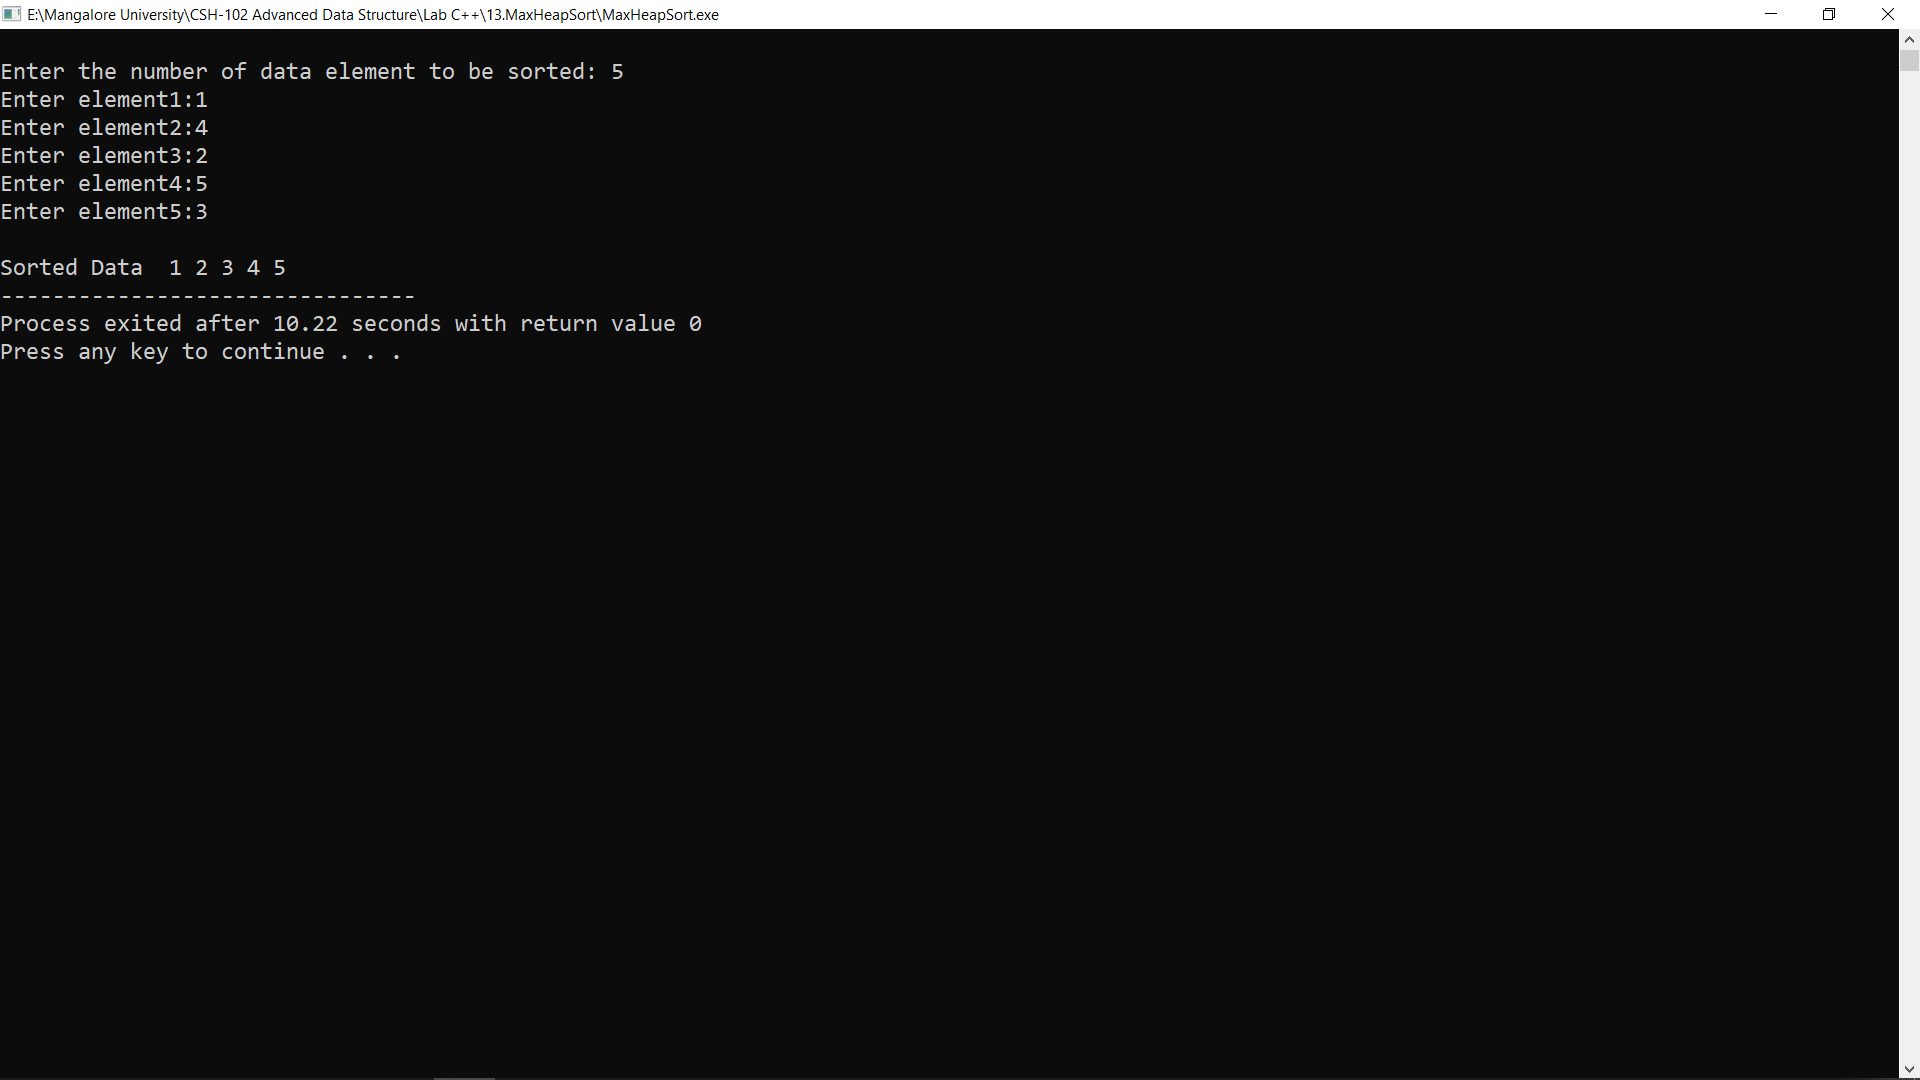 E:\Mangalore University\CSH-102 Advanced Data Structure\Lab C++\13.MaxHeapSort\MaxHeapSort.exe
Enter the number of data element to be sorted: 5
Enter element1:1
Enter element2:4
Enter element3:2
Enter element4:5
Enter element5:3
Sorted Data  1 2 3 4 5
--------------------------------
Process exited after 10.22 seconds with return value 0
Press any key to continue . . .